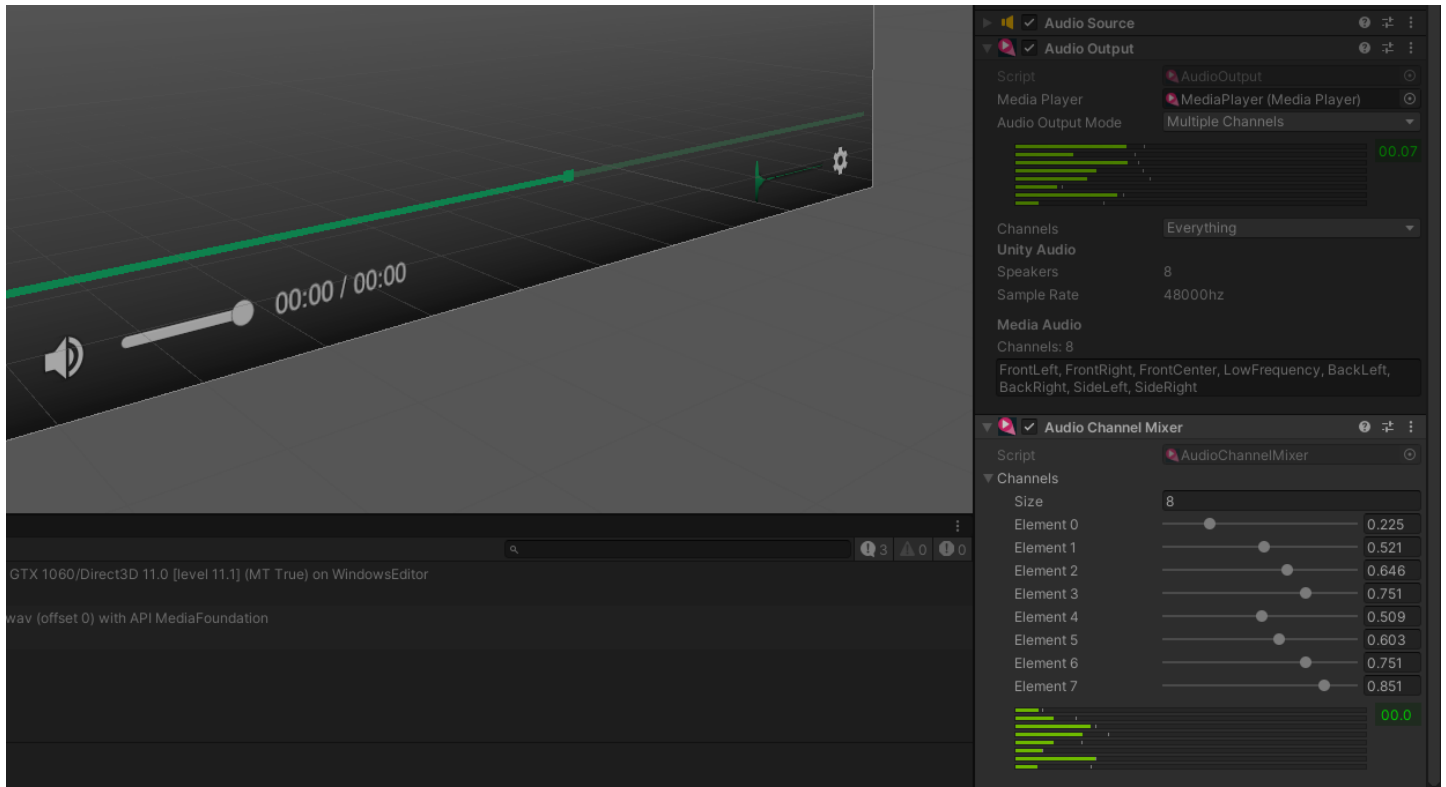 Audio Source
Audio Output
Script AudioOutput
Media Player MediaPlayer (Media Player)
Audio Output Mode Multiple Channels
00.07
Channels Everything
Unity Audio
Speakers 8
Sample Rate 48000hz
Media Audio
Channels: 8
FrontLeft, FrontRight, FrontCenter, LowFrequency, BackLeft,
BackRight, SideLeft, SideRight
Audio Channel Mixer
Script AudioChannelMixer
Channels
Size 8
Element 0 0.225
Element 1 0.521
Element 2 0.646
Element 3 0.751
Element 4 0.509
Element 5 0.603
Element 6 0.751
Element 7 0.851
00.0
00:00 / 00:00
3 0 0
GTX 1060/Direct3D 11.0 [level 11.1] (MT True) on WindowsEditor
wav (offset 0) with API MediaFoundation